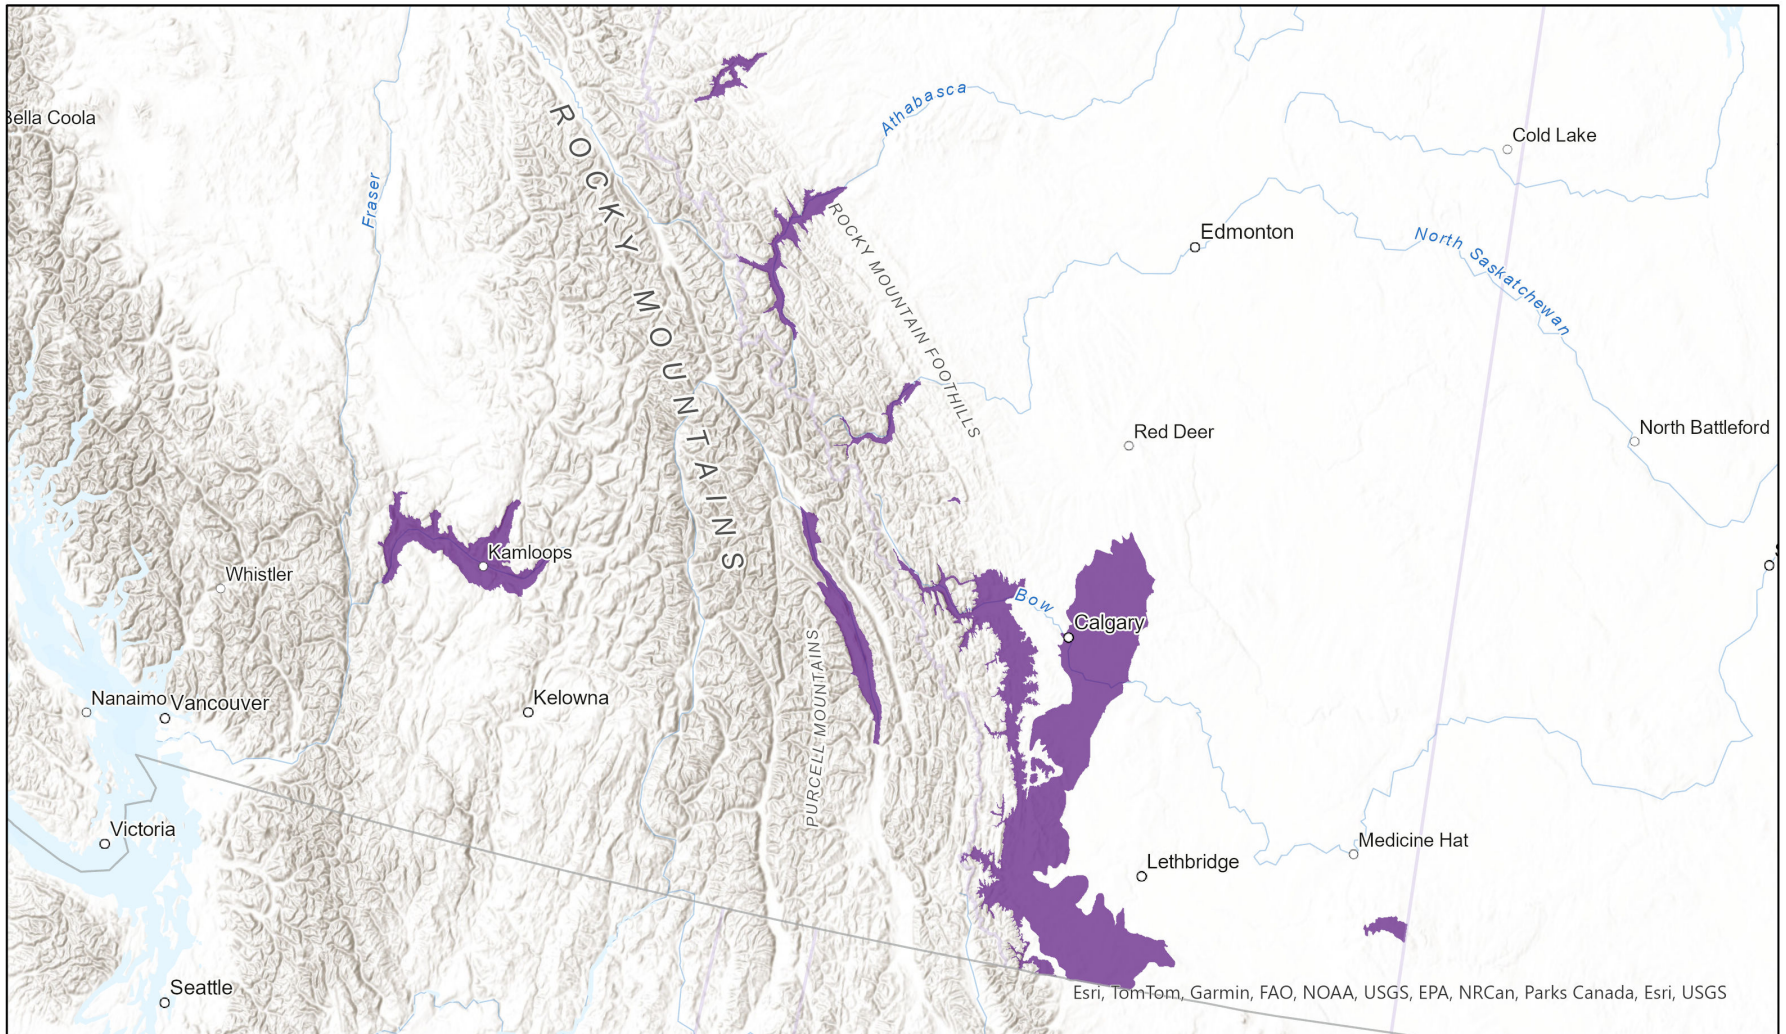 Bella Coola
Athabasca
Cold Lake
ROCKY MOUNTAINS
Fraser
ROCKY MOUNTAIN FOOTHILLS
Edmonton
North Saskatchewan
Red Deer
North Battleford
Kamloops
Whistler
Bow
Calgary
PURCELL MOUNTAINS
Nanaimo
Vancouver
Kelowna
Victoria
Medicine Hat
Lethbridge
Seattle
Esri, TomTom, Garmin, FAO, NOAA, USGS, EPA, NRCan, Parks Canada, Esri, USGS